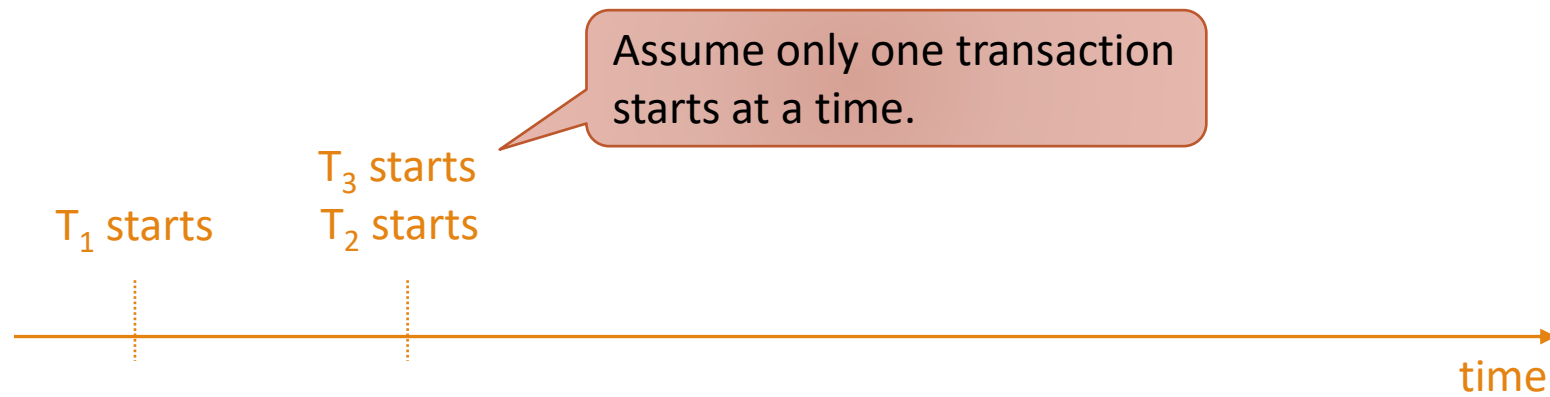 Assume only one transaction
starts at a time.
T₃ starts
T₁ starts
T₂ starts
time